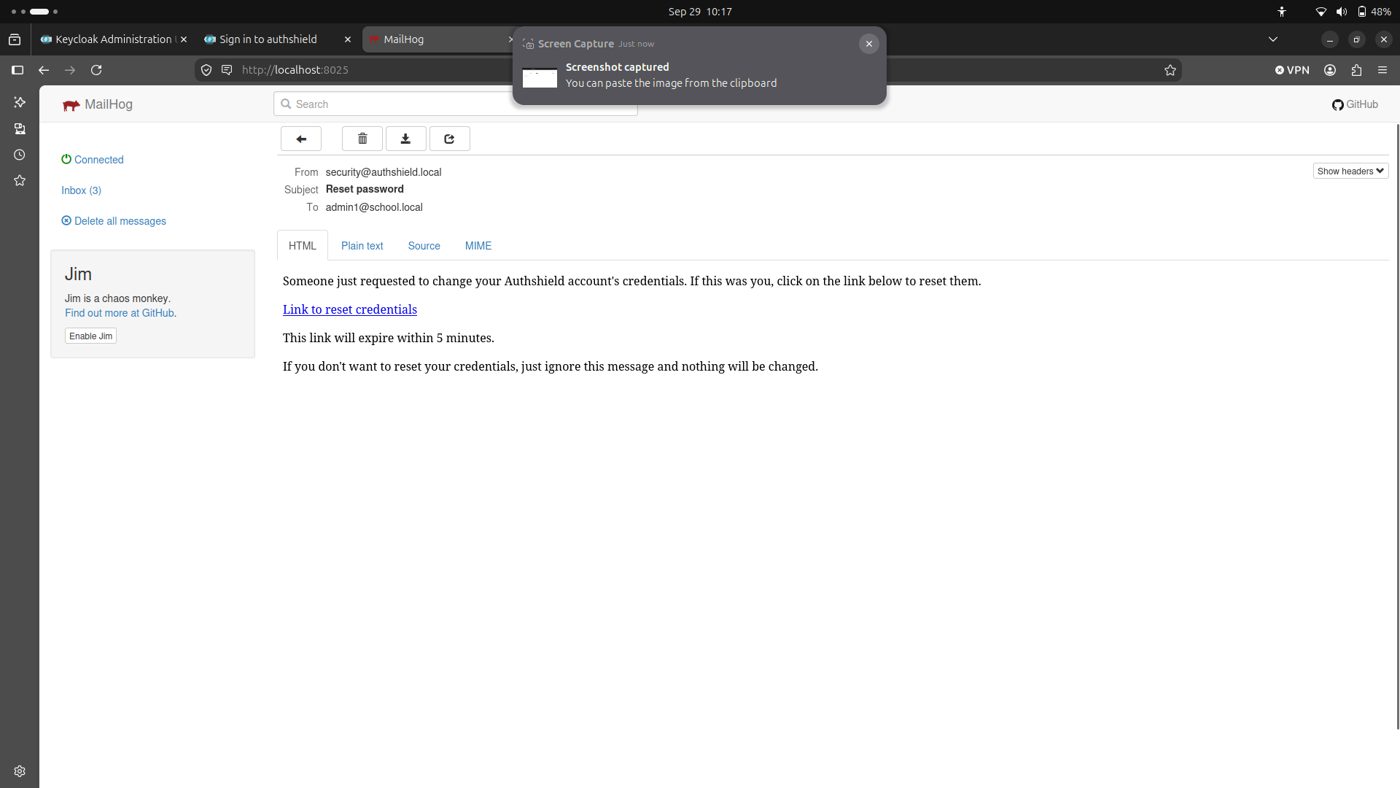 Sep 29 10:17
48%
Keycloak Administration
Sign in to authshield
MailHog
Screen Capture Just now
Screenshot captured
You can paste the image from the clipboard
http://localhost:8025
VPN
MailHog
Search
GitHub
Connected
Inbox (3)
Delete all messages
Jim
Jim is a chaos monkey.
Find out more at GitHub.
Enable Jim
From security@authshield.local
Show headers
Subject Reset password
To admin1@school.local
HTML Plain text Source MIME
Someone just requested to change your Authshield account's credentials. If this was you, click on the link below to reset them.
Link to reset credentials
This link will expire within 5 minutes.
If you don't want to reset your credentials, just ignore this message and nothing will be changed.